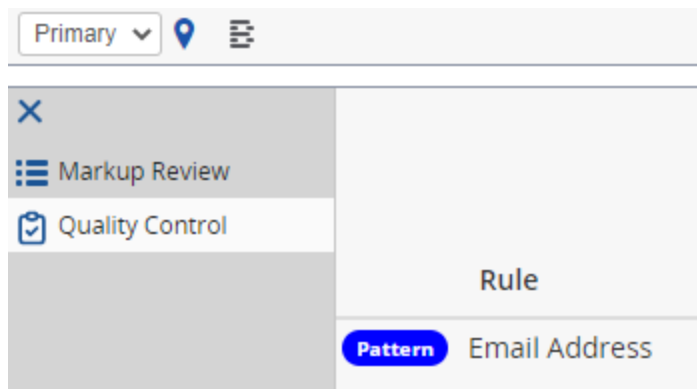 Primary
Markup Review
Quality Control
Rule
Pattern Email Address